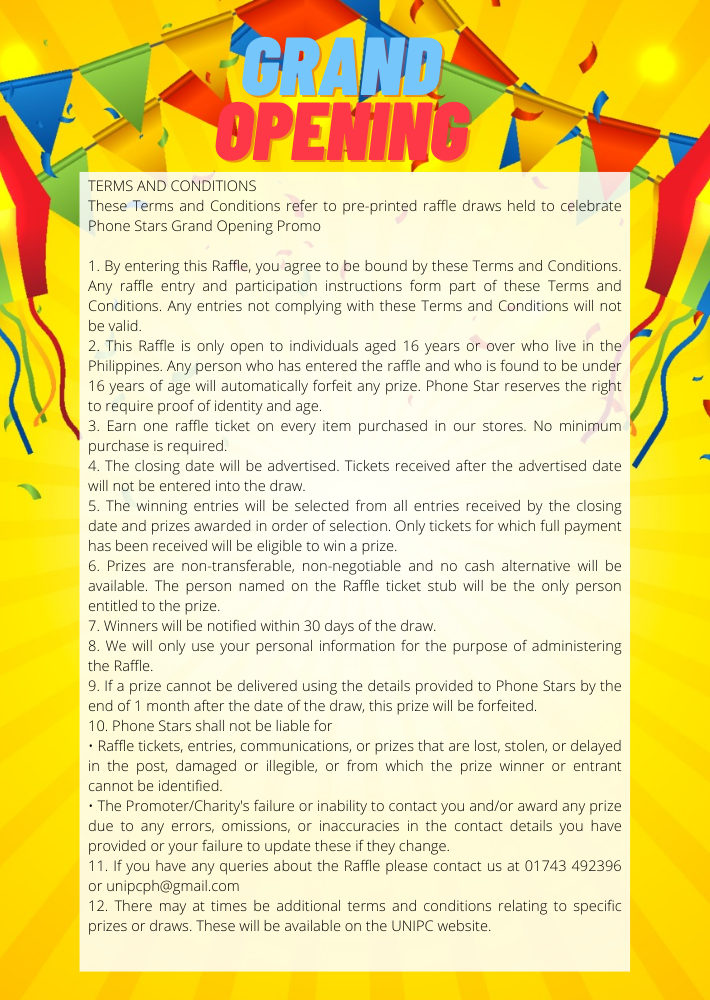 GRAND
OPENING
TERMS AND CONDITIONS
These Terms and Conditions refer to pre-printed raffle draws held to celebrate
Phone Stars Grand Opening Promo
1. By entering this Raffle, you agree to be bound by these Terms and Conditions.
Any raffle entry and participation instructions form part of these Terms and
Conditions. Any entries not complying with these Terms and Conditions will not
be valid.
2. This Raffle is only open to individuals aged 16 years or over who live in the
Philippines. Any person who has entered the raffle and who is found to be under
16 years of age will automatically forfeit any prize. Phone Star reserves the right
to require proof of identity and age.
3. Earn one raffle ticket on every item purchased in our stores. No minimum
purchase is required.
4. The closing date will be advertised. Tickets received after the advertised date
will not be entered into the draw.
5. The winning entries will be selected from all entries received by the closing
date and prizes awarded in order of selection. Only tickets for which full payment
has been received will be eligible to win a prize.
6. Prizes are non-transferable, non-negotiable and no cash alternative will be
available. The person named on the Raffle ticket stub will be the only person
entitled to the prize.
7. Winners will be notified within 30 days of the draw.
8. We will only use your personal information for the purpose of administering
the Raffle.
9. If a prize cannot be delivered using the details provided to Phone Stars by the
end of 1 month after the date of the draw, this prize will be forfeited.
10. Phone Stars shall not be liable for
• Raffle tickets, entries, communications, or prizes that are lost, stolen, or delayed
in the post, damaged or illegible, or from which the prize winner or entrant
cannot be identified.
• The Promoter/Charity's failure or inability to contact you and/or award any prize
due to any errors, omissions, or inaccuracies in the contact details you have
provided or your failure to update these if they change.
11. If you have any queries about the Raffle please contact us at 01743 492396
or unipcph@gmail.com
12. There may at times be additional terms and conditions relating to specific
prizes or draws. These will be available on the UNIPC website.